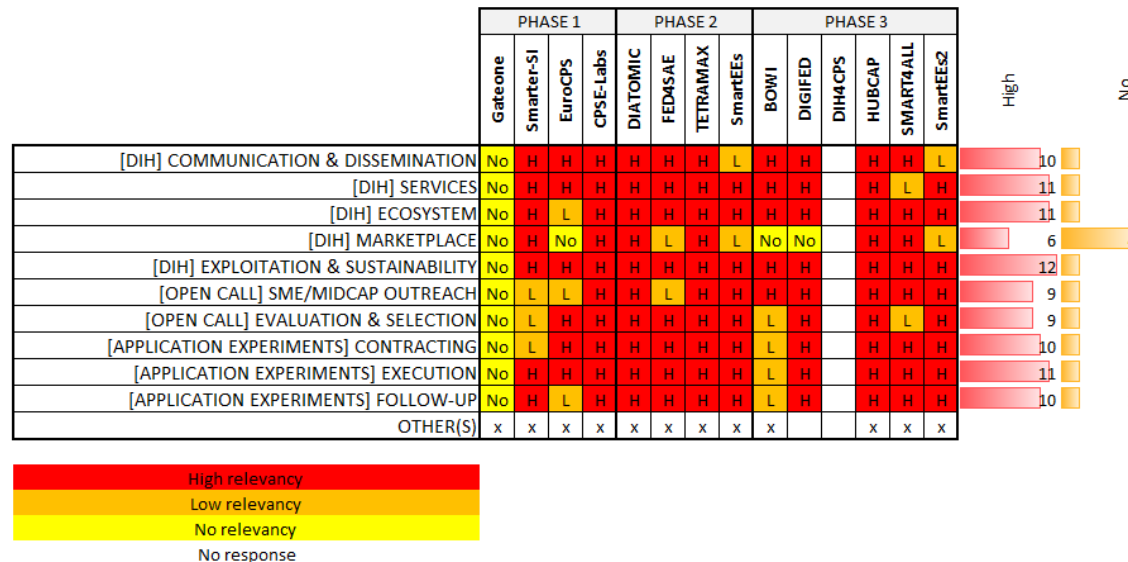 PHASE 1 PHASE 2 PHASE 3
Gateone Smarter-SI EuroCPS CPSE-Labs DIATOMIC FED4SAE TETRAMAX SmartEEs BOWI DIGIFED DIH4CPS HUBCAP SMART4ALL SmartEEs2 High No
[DIH] COMMUNICATION & DISSEMINATION No H H H H H H L H H H H L 10
[DIH] SERVICES No H H H H H H H H H H L H 11
[DIH] ECOSYSTEM No H L H H H H H H H H H H 11
[DIH] MARKETPLACE No H No H H L H L No No H H L 6
[DIH] EXPLOITATION & SUSTAINABILITY No H H H H H H H H H H H H 12
[OPEN CALL] SME/MIDCAP OUTREACH No L L H H L H H H H H H H 9
[OPEN CALL] EVALUATION & SELECTION No L H H H H H H L H H L H 9
[APPLICATION EXPERIMENTS] CONTRACTING No L H H H H H H L H H H H 10
[APPLICATION EXPERIMENTS] EXECUTION No H H H H H H H L H H H H 11
[APPLICATION EXPERIMENTS] FOLLOW-UP No H L H H H H H L H H H H 10
OTHER(S) x x x x x x x x x x x x
High relevancy
Low relevancy
No relevancy
No response